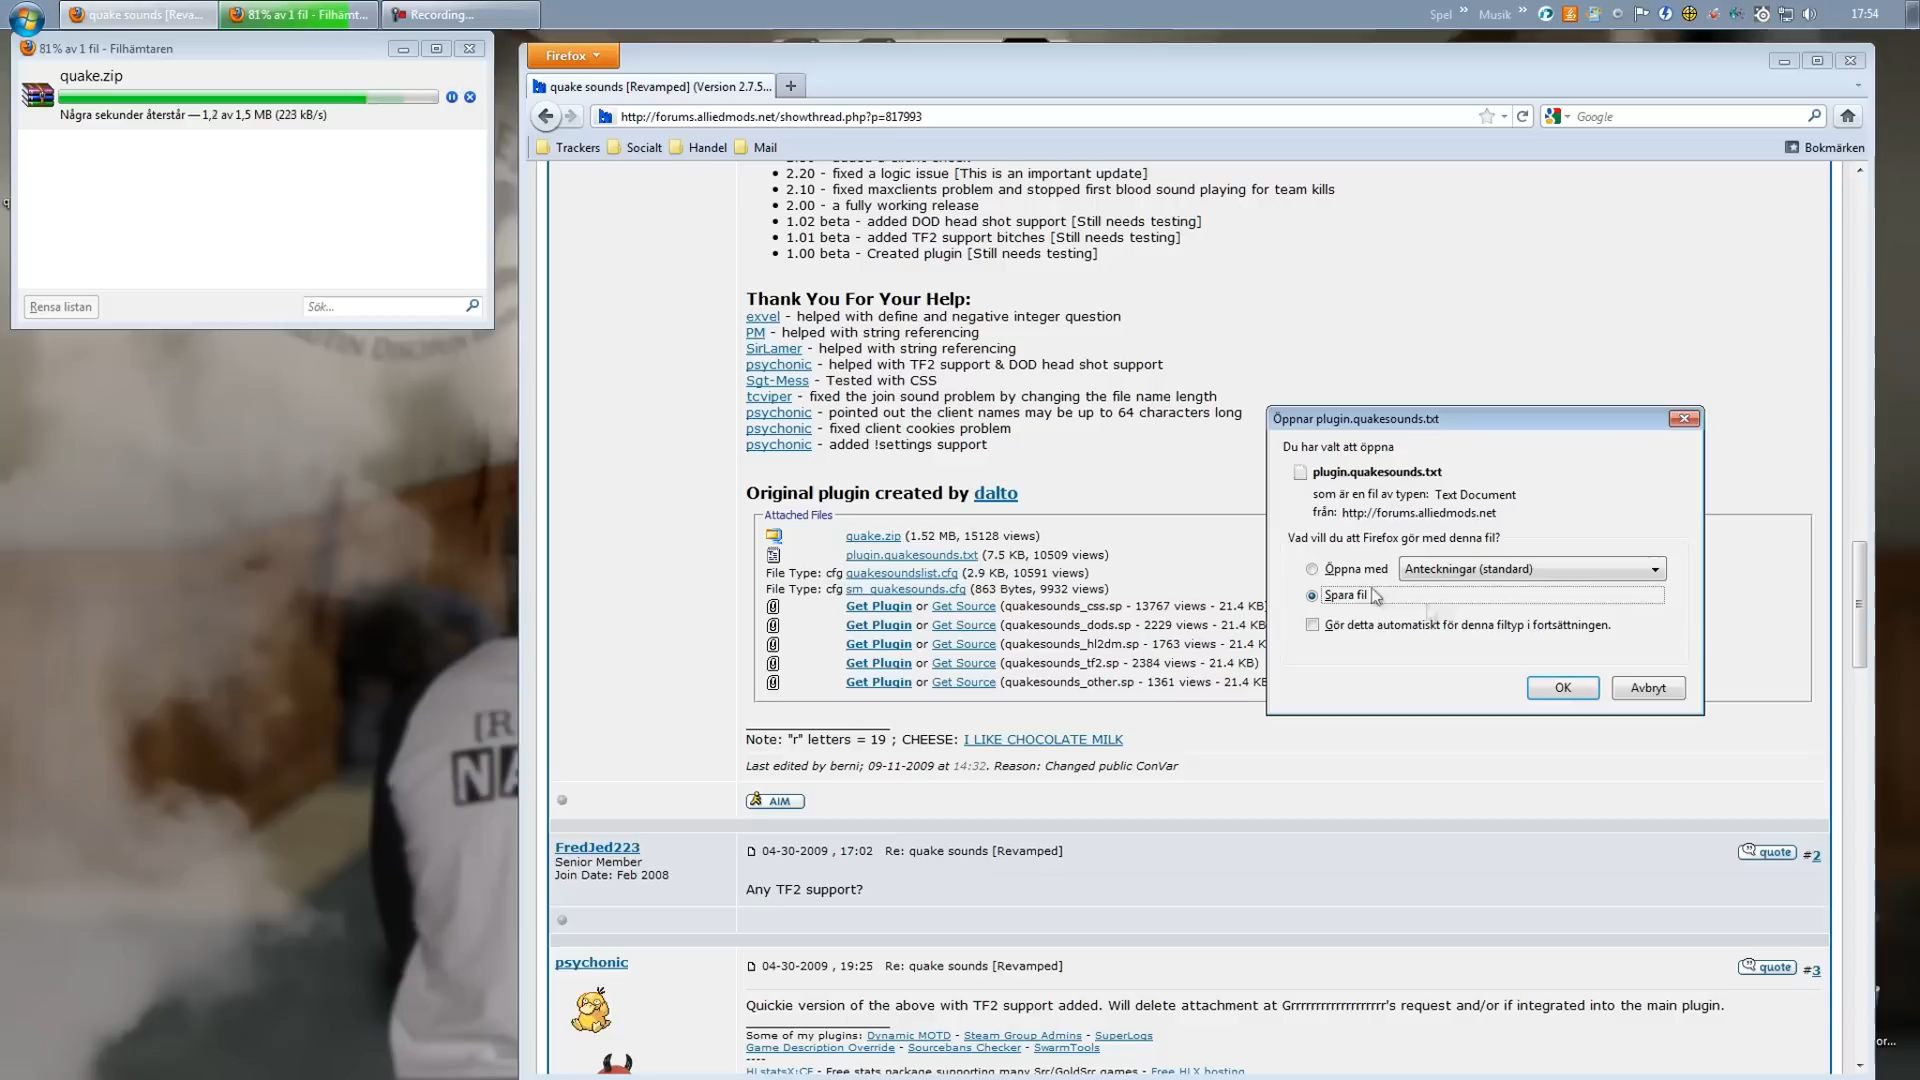 quake sounds [Reva...
81% av 1 fil - Filhämt...
Recording...
Spel »
Musik »
17:54
81% av 1 fil - Filhämtaren
quake.zip
Några sekunder återstår — 1,2 av 1,5 MB (223 kB/s)
Rensa listan
Sök...
Firefox
quake sounds [Revamped] (Version 2.7.5...
http://forums.alliedmods.net/showthread.php?p=817993
Google
Trackers
Socialt
Handel
Mail
Bokmärken
2.20 - fixed a logic issue [This is an important update]
2.10 - fixed maxclients problem and stopped first blood sound playing for team kills
2.00 - a fully working release
1.02 beta - added DOD head shot support [Still needs testing]
1.01 beta - added TF2 support bitches [Still needs testing]
1.00 beta - Created plugin [Still needs testing]
Thank You For Your Help:
exvel - helped with define and negative integer question
PM - helped with string referencing
SirLamer - helped with string referencing
psychonic - helped with TF2 support & DOD head shot support
Sgt-Mess - Tested with CSS
tcviper - fixed the join sound problem by changing the file name length
psychonic - pointed out the client names may be up to 64 characters long
psychonic - fixed client cookies problem
psychonic - added !settings support
Original plugin created by dalto
Attached Files
quake.zip (1.52 MB, 15128 views)
plugin.quakesounds.txt (7.5 KB, 10509 views)
File Type: cfg quakesoundslist.cfg (2.9 KB, 10591 views)
File Type: cfg sm_quakesounds.cfg (863 Bytes, 9932 views)
Get Plugin or Get Source (quakesounds_css.sp - 13767 views - 21.4 KB)
Get Plugin or Get Source (quakesounds_dods.sp - 2229 views - 21.4 K
Get Plugin or Get Source (quakesounds_hl2dm.sp - 1763 views - 21.4 K
Get Plugin or Get Source (quakesounds_tf2.sp - 2384 views - 21.4 KB)
Get Plugin or Get Source (quakesounds_other.sp - 1361 views - 21.4 KB
Note: "r" letters = 19 ; CHEESE: I LIKE CHOCOLATE MILK
Last edited by berni; 09-11-2009 at 14:32. Reason: Changed public ConVar
AIM
Öppnar plugin.quakesounds.txt
Du har valt att öppna
plugin.quakesounds.txt
som är en fil av typen: Text Document
från: http://forums.alliedmods.net
Vad vill du att Firefox gör med denna fil?
Öppna med
Anteckningar (standard)
Spara fil
Gör detta automatiskt för denna filtyp i fortsättningen.
OK
Avbryt
FredJed223
Senior Member
Join Date: Feb 2008
04-30-2009 , 17:02 Re: quake sounds [Revamped]
quote #2
Any TF2 support?
psychonic
04-30-2009 , 19:25 Re: quake sounds [Revamped]
quote #3
Quickie version of the above with TF2 support added. Will delete attachment at Grrrrrrrrrrrrrrrrrrr's request and/or if integrated into the main plugin.
Some of my plugins: Dynamic MOTD - Steam Group Admins - SuperLogs
Game Description Override - Sourcebans Checker - SwarmTools
----
HLstatsX:CE - Free stats package supporting many Src/GoldSrc games - Free HLX hosting
[R
NA
or...